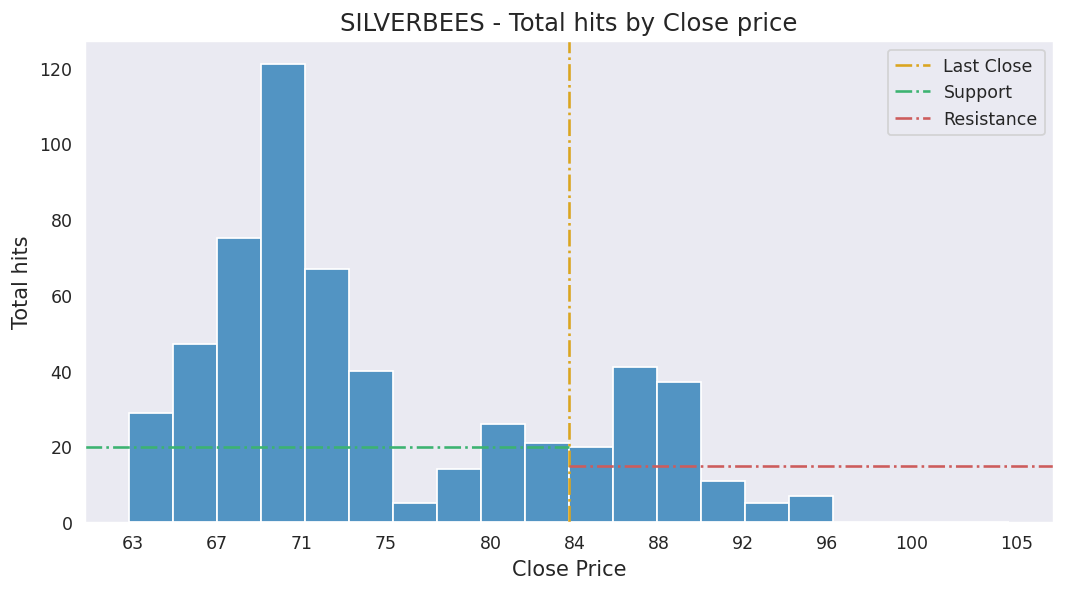 SILVERBEES - Total hits by Close price
Last Close
Support
Resistance
Total hits
120
100
80
60
40
20
0
63 67 71 75 80 84 88 92 96 100 105
Close Price